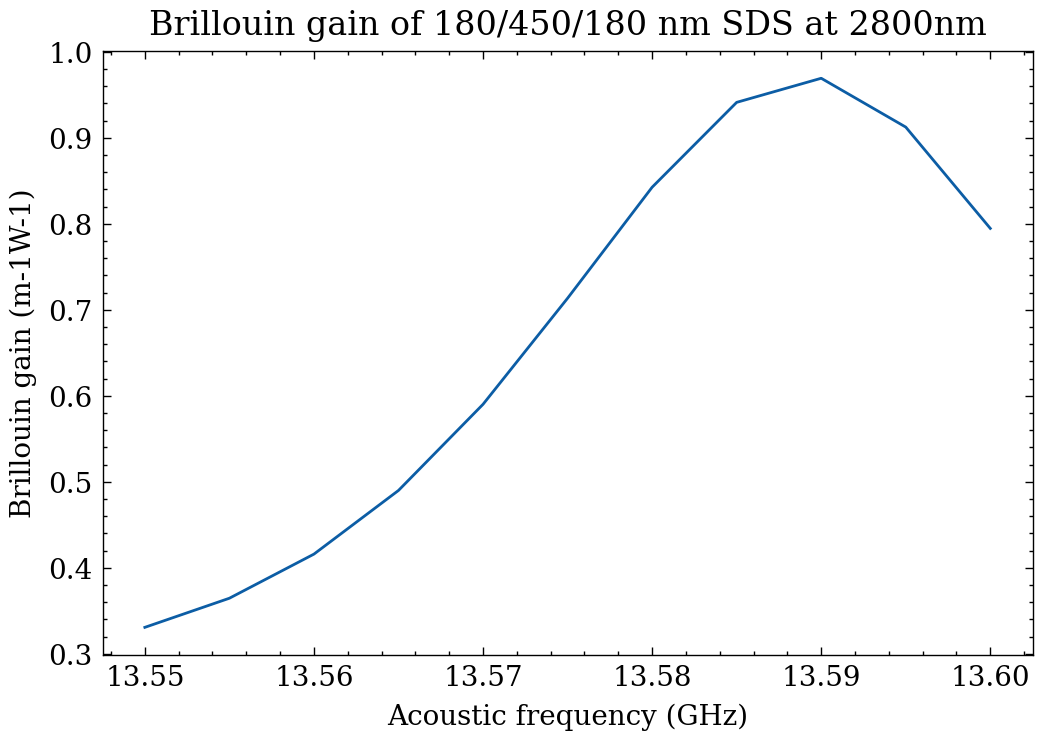 Brillouin gain of 180/450/180 nm SDS at 2800nm
1.0
0.9
0.8
0.7
0.6
0.5
0.4
0.3
Brillouin gain (m-1W-1)
13.55 13.56 13.57 13.58 13.59 13.60
Acoustic frequency (GHz)